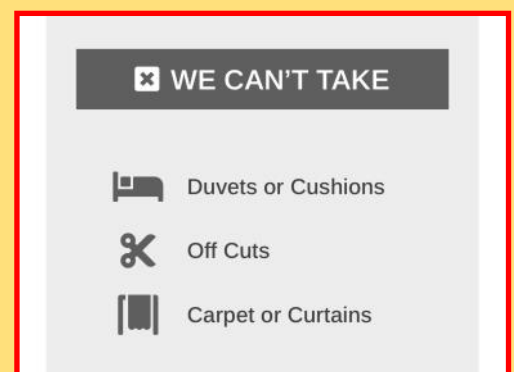 WE CAN'T TAKE
Duvets or Cushions
Off Cuts
Carpet or Curtains